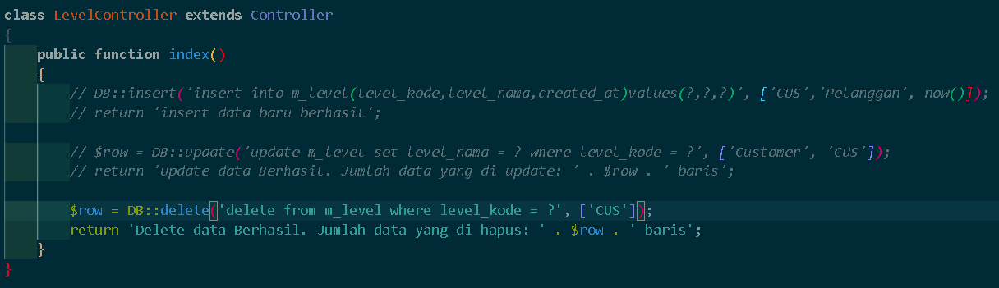 class LevelController extends Controller
{
    public function index()
    {
        // DB::insert('insert into m_level(level_kode,level_nama,created_at)values(?,?,?)', ['CUS','Pelanggan', now()]);
        // return 'insert data baru berhasil';

        // $row = DB::update('update m_level set level_nama = ? where level_kode = ?', ['Customer', 'CUS']);
        // return 'Update data Berhasil. Jumlah data yang di update: ' . $row . ' baris';

        $row = DB::delete('delete from m_level where level_kode = ?', ['CUS']);
        return 'Delete data Berhasil. Jumlah data yang di hapus: ' . $row . ' baris';
    }
}